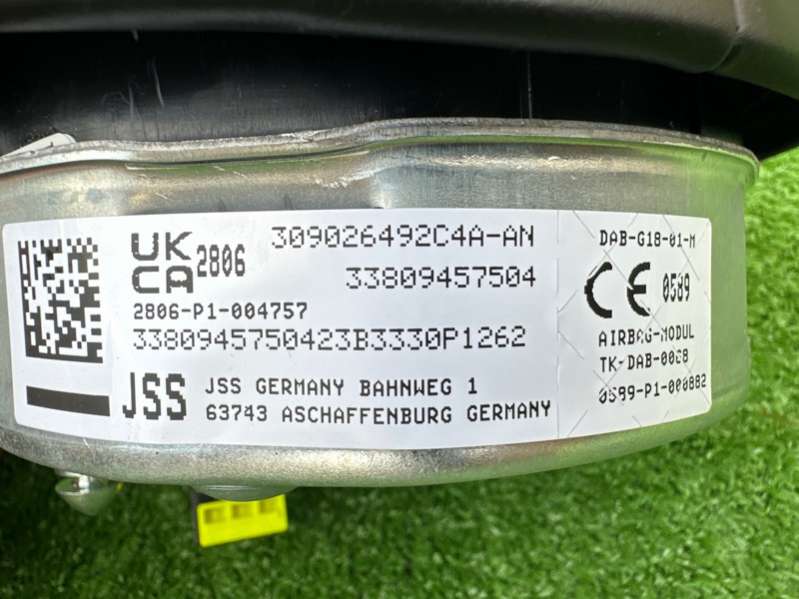 UK
CA 2806
309026492C4A-AN
33809457504
2806-P1-004757
3380945750423B3330P1262
JSS JSS GERMANY BAHNWEG 1
63743 ASCHAFFENBURG GERMANY
DAB-G18-01-M
CE 0589
AIRBAG-MODUL
TK-DAB-0028
0589-P1-000882